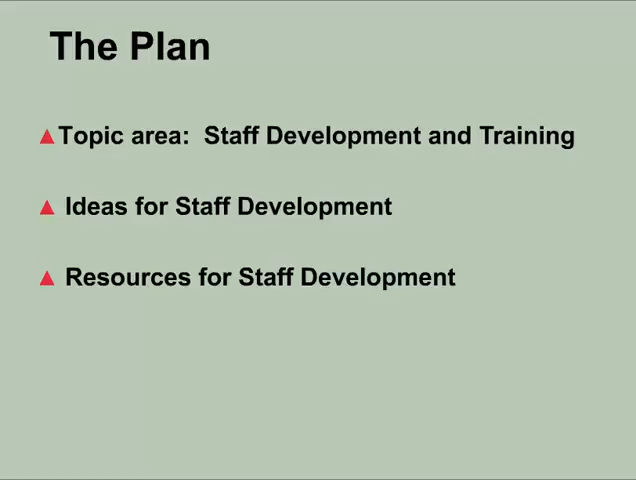 The Plan
Topic area:  Staff Development and Training
Ideas for Staff Development
Resources for Staff Development